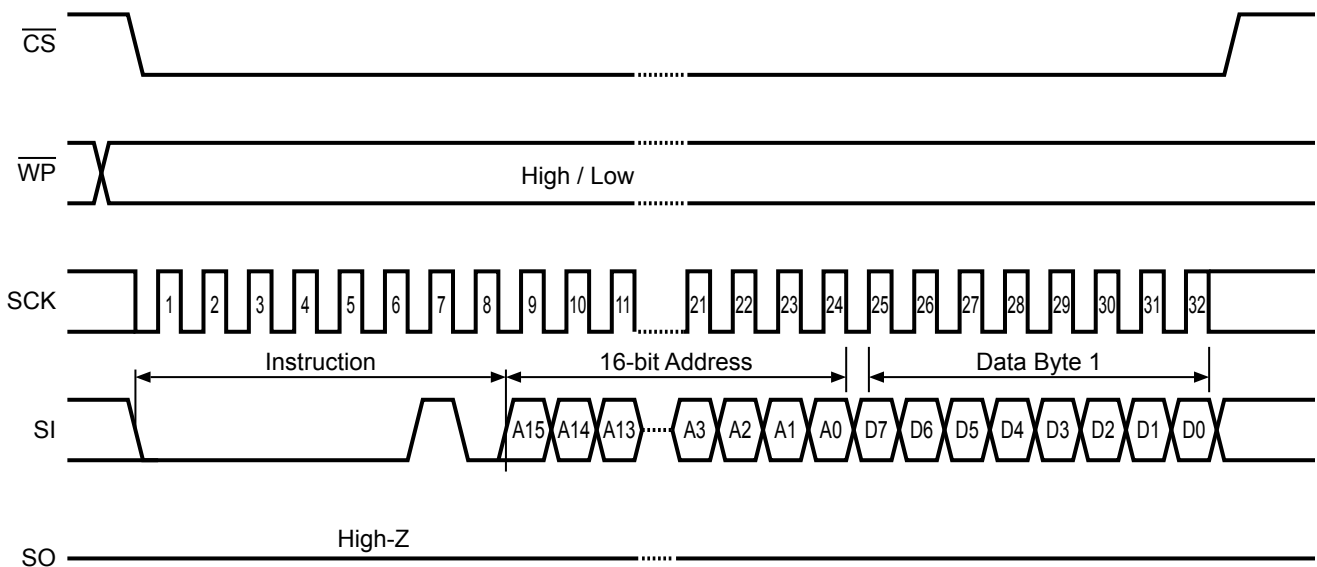 CS
WP
High / Low
SCK
1 2 3 4 5 6 7 8 9 10 11 21 22 23 24 25 26 27 28 29 30 31 32
Instruction 16-bit Address Data Byte 1
SI
A15 A14 A13 A3 A2 A1 A0 D7 D6 D5 D4 D3 D2 D1 D0
High-Z
SO